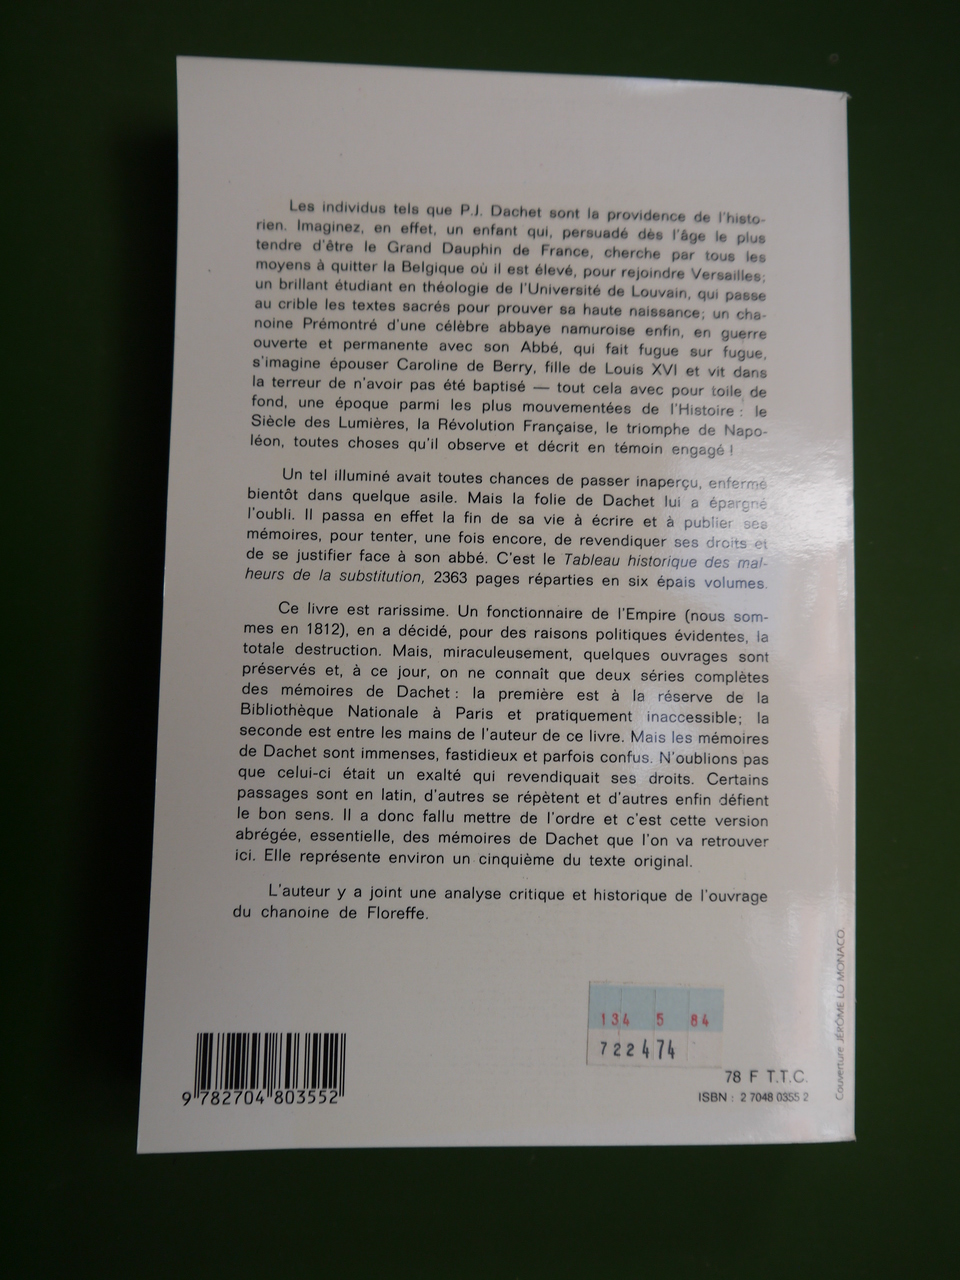 Les individus tels que P.J. Dachet sont la providence de l'histo-
rien. Imaginez, en effet, un enfant qui, persuadé dès l'âge le plus
tendre d'être le Grand Dauphin de France, cherche par tous les
moyens à quitter la Belgique où il est élevé, pour rejoindre Versailles;
un brillant étudiant en théologie de l'Université de Louvain, qui passe
au crible les textes sacrés pour prouver sa haute naissance; un cha-
noine Prémontré d'une célèbre abbaye namuroise enfin, en guerre
ouverte et permanente avec son Abbé, qui fait fugue sur fugue,
s'imagine épouser Caroline de Berry, fille de Louis XVI et vit dans
la terreur de n'avoir pas été baptisé — tout cela avec pour toile de
fond, une époque parmi les plus mouvementées de l'Histoire : le
Siècle des Lumières, la Révolution Française, le triomphe de Napo-
léon, toutes choses qu'il observe et décrit en témoin engagé !
Un tel illuminé avait toutes chances de passer inaperçu, enfermé
bientôt dans quelque asile. Mais la folie de Dachet lui a épargné
l'oubli. Il passa en effet la fin de sa vie à écrire et à publier ses
mémoires, pour tenter, une fois encore, de revendiquer ses droits et
de se justifier face à son abbé. C'est le Tableau historique des mal-
heurs de la substitution, 2363 pages réparties en six épais volumes.
Ce livre est rarissime. Un fonctionnaire de l'Empire (nous som-
mes en 1812), en a décidé, pour des raisons politiques évidentes, la
totale destruction. Mais, miraculeusement, quelques ouvrages sont
préservés et, à ce jour, on ne connaît que deux séries complètes
des mémoires de Dachet : la première est à la réserve de la
Bibliothèque Nationale à Paris et pratiquement inaccessible; la
seconde est entre les mains de l'auteur de ce livre. Mais les mémoires
de Dachet sont immenses, fastidieux et parfois confus. N'oublions pas
que celui-ci était un exalté qui revendiquait ses droits. Certains
passages sont en latin, d'autres se répètent et d'autres enfin défient
le bon sens. Il a donc fallu mettre de l'ordre et c'est cette version
abrégée, essentielle, des mémoires de Dachet que l'on va retrouver
ici. Elle représente environ un cinquième du texte original.
L'auteur y a joint une analyse critique et historique de l'ouvrage
du chanoine de Floreffe.
134 5 84
722474
78 F T.T.C.
ISBN : 2 7048 0355 2
9 782704 803552
Couverture JÉRÔME LO MONACO